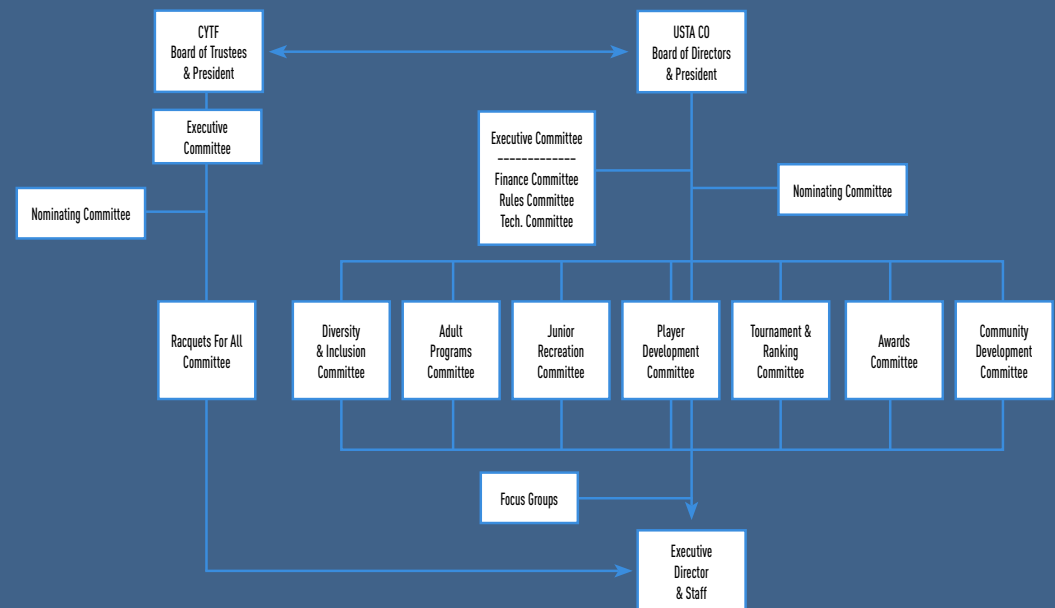 CYTF
Board of Trustees
& President
USTA CO
Board of Directors
& President
Executive
Committee
Executive Committee
-------------
Finance Committee
Rules Committee
Tech. Committee
Nominating Committee
Nominating Committee
Racquets For All
Committee
Diversity
& Inclusion
Committee
Adult
Programs
Committee
Junior
Recreation
Committee
Player
Development
Committee
Tournament &
Ranking
Committee
Awards
Committee
Community
Development
Committee
Focus Groups
Executive
Director
& Staff